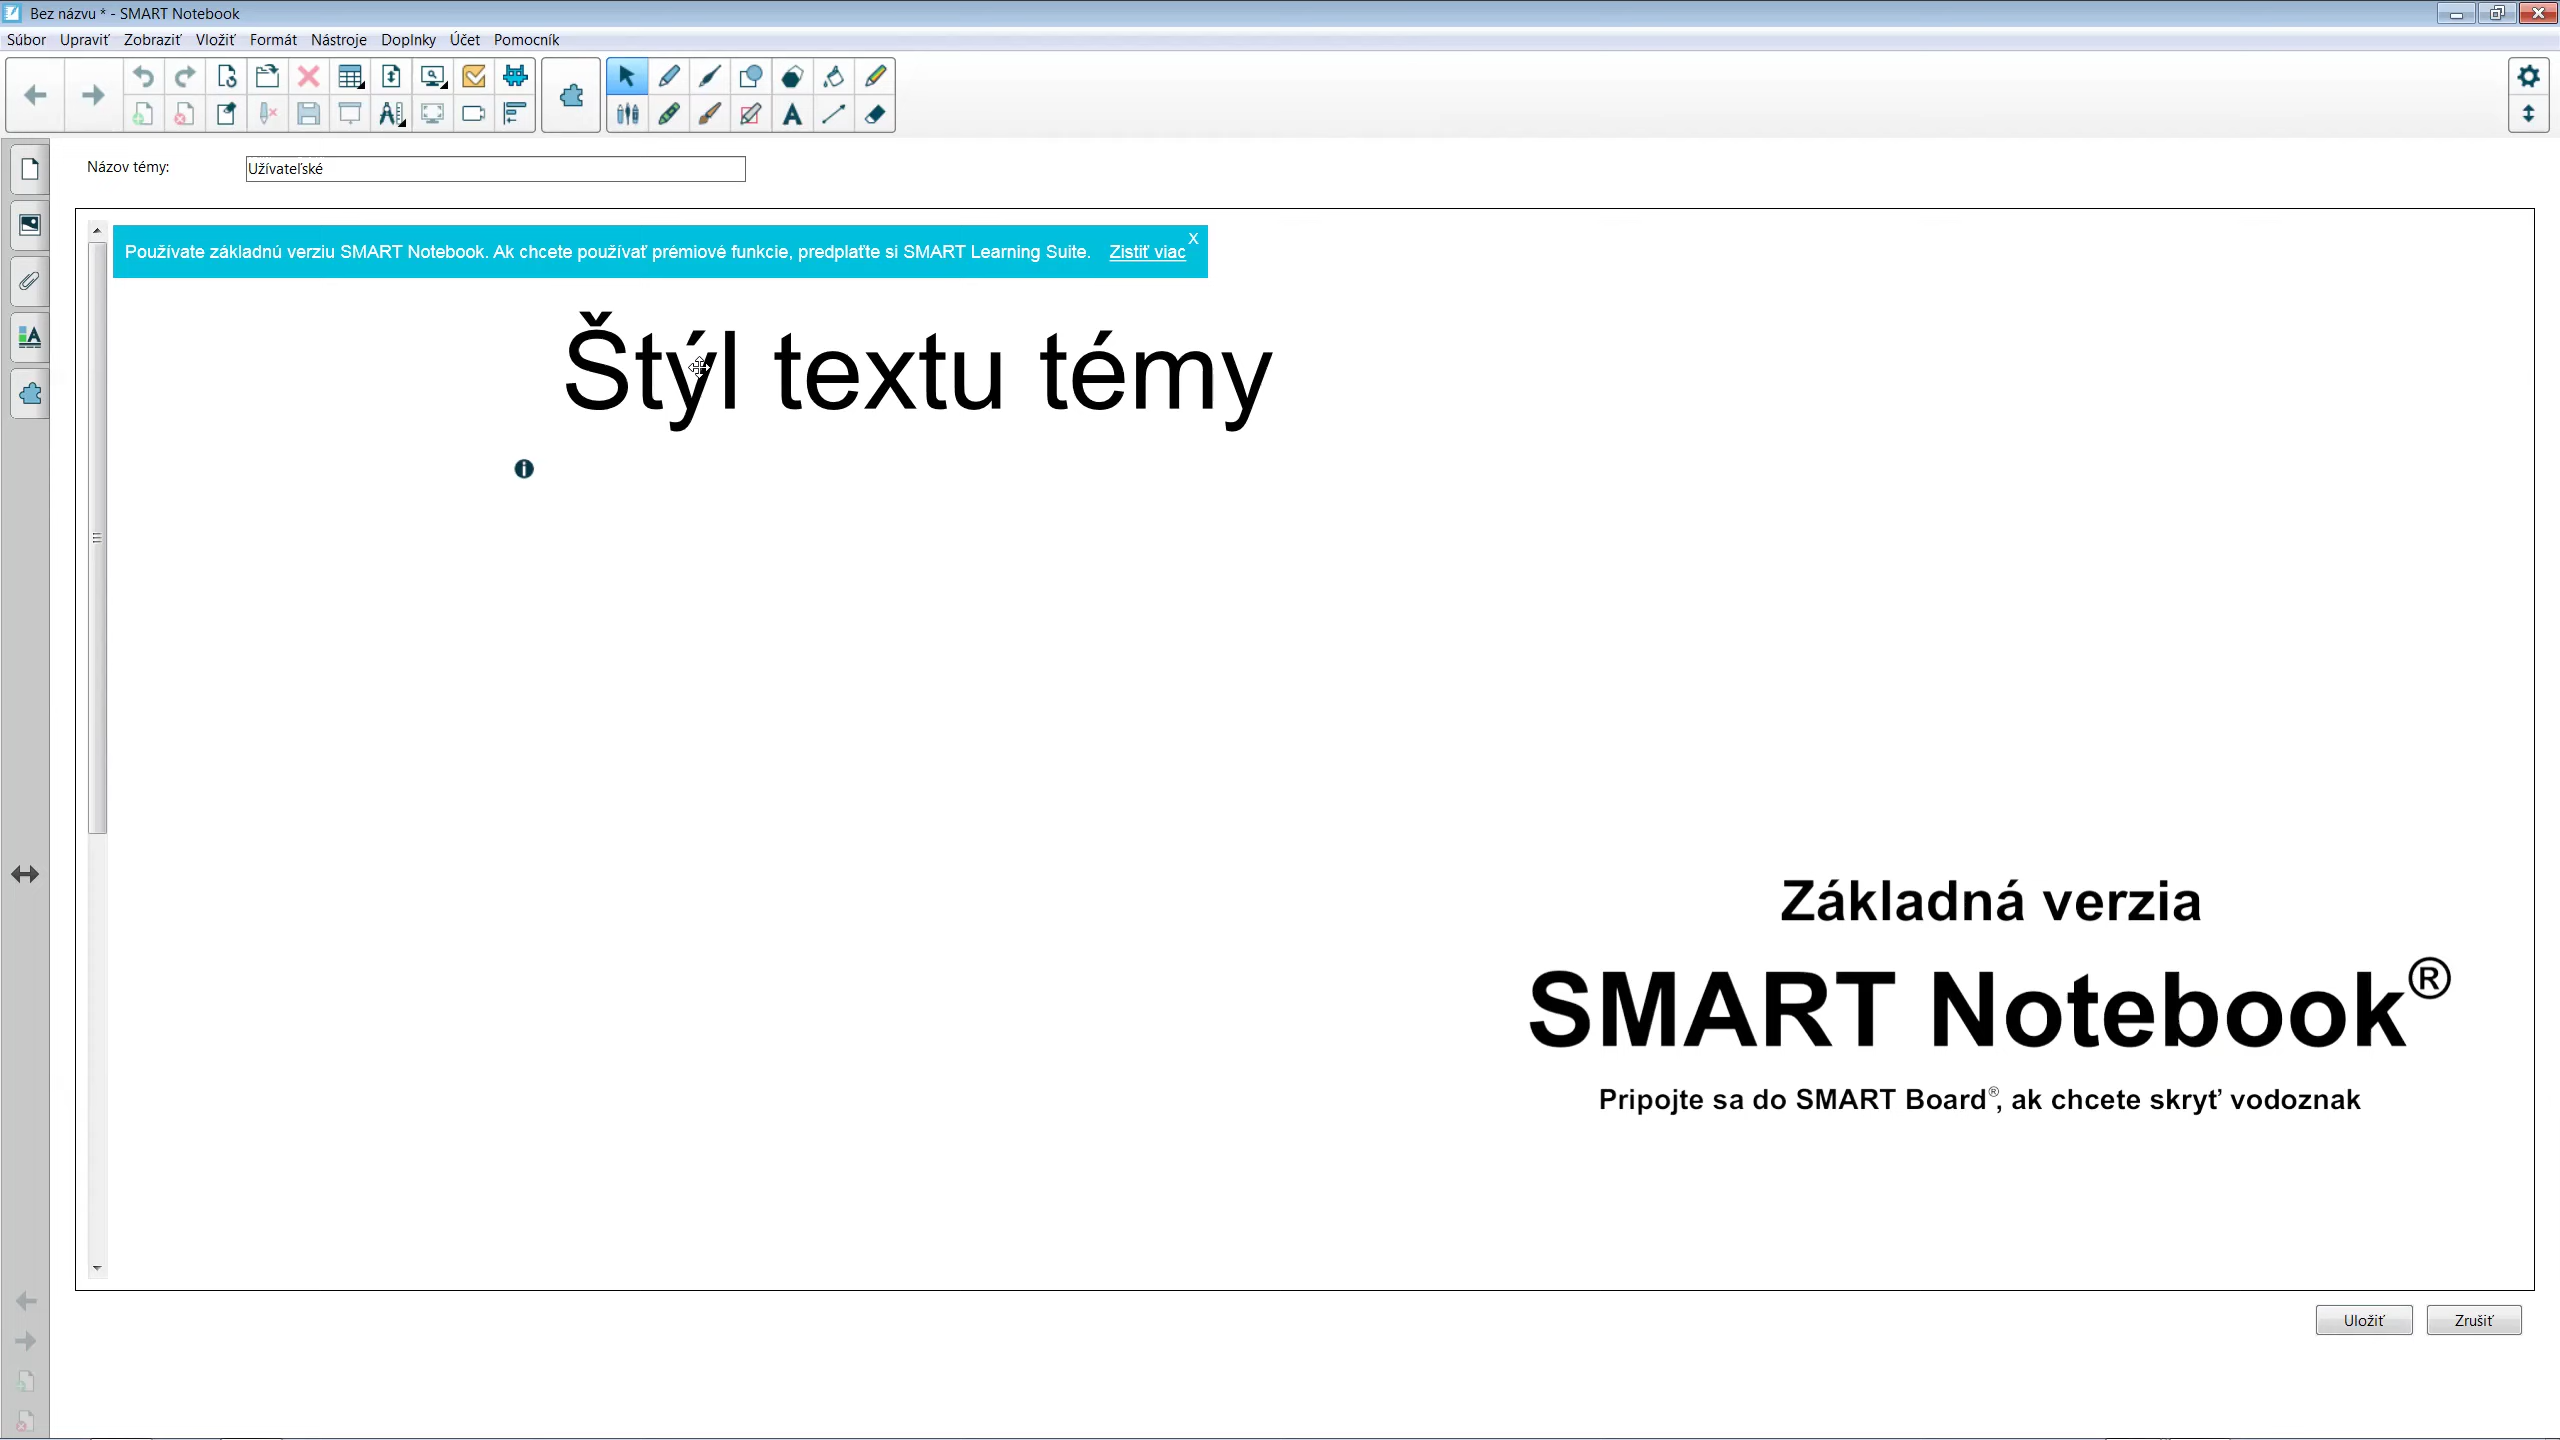 Bez názvu * - SMART Notebook
Súbor Upraviť Zobraziť Vložiť Formát Nástroje Doplnky Účet Pomocník
Názov témy: Užívateľské
Používate základnú verziu SMART Notebook. Ak chcete používať prémiové funkcie, predplaťte si SMART Learning Suite. Zistiť viac X
Štýl textu témy
Základná verzia
SMART Notebook®
Pripojte sa do SMART Board®, ak chcete skryť vodoznak
Uložiť Zrušiť